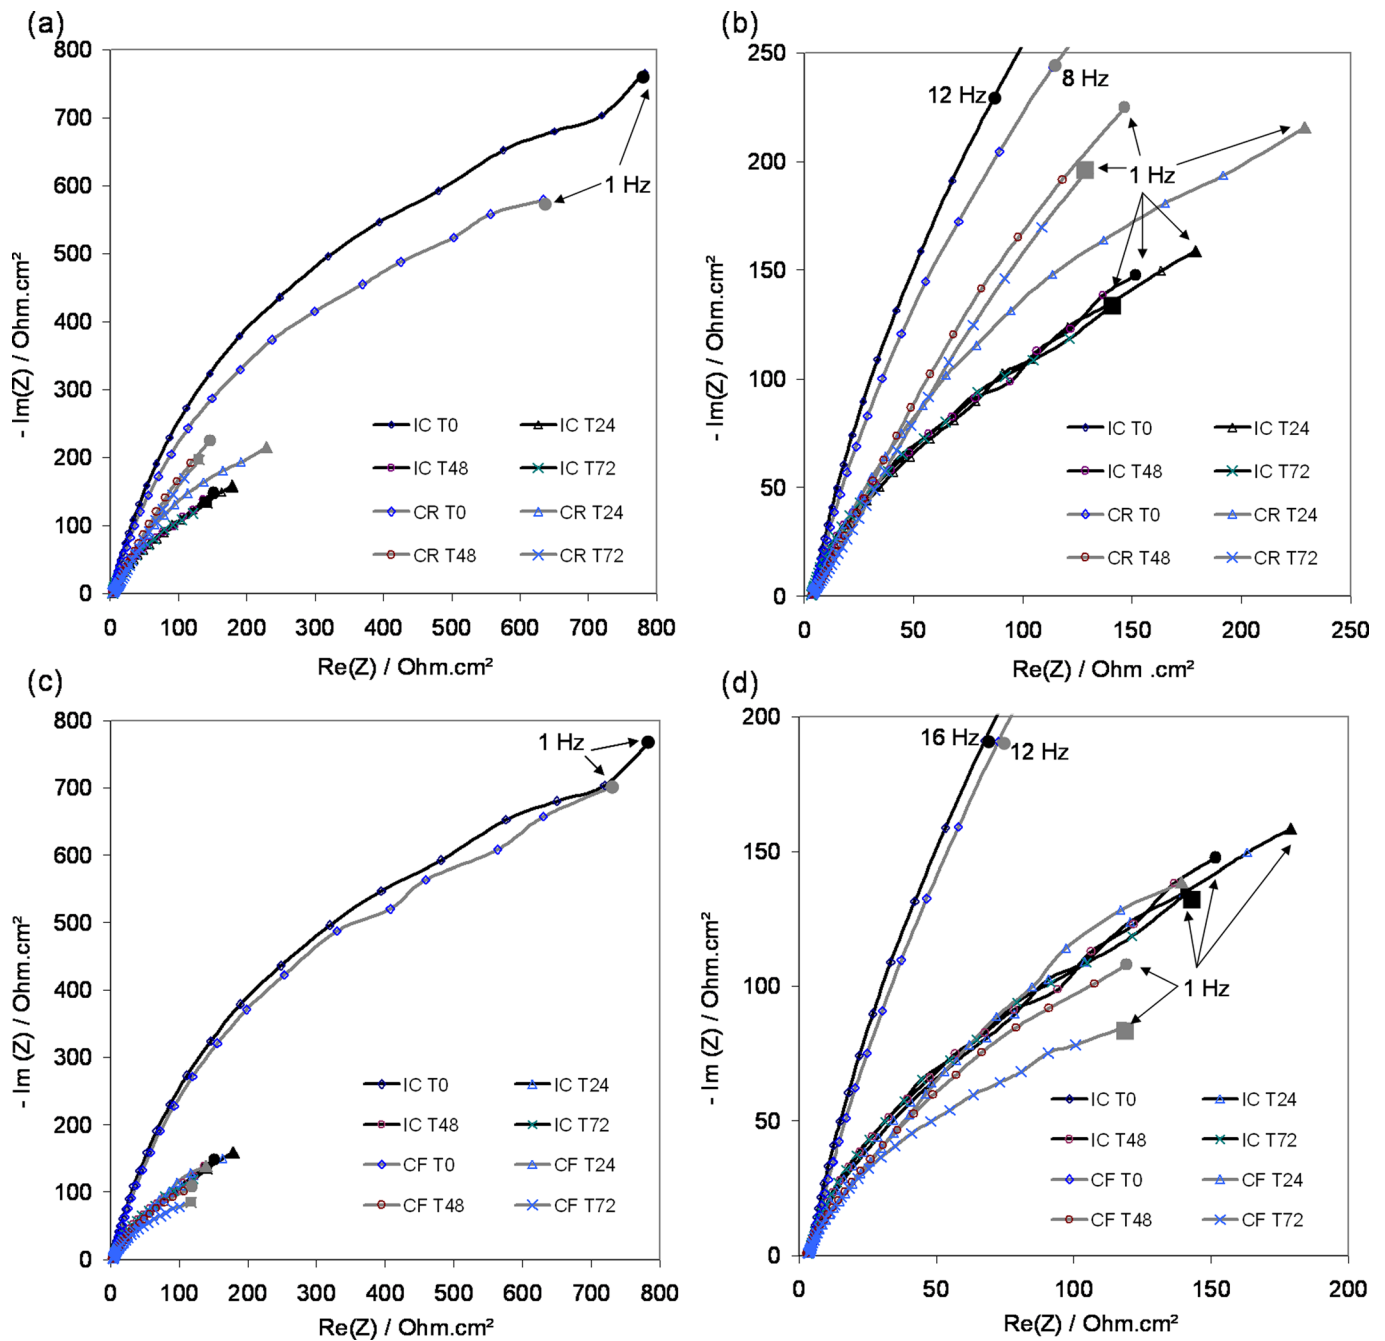 (a)
800
700
600
500
400
300
200
100
0
- Im(Z) / Ohm.cm²
1 Hz
IC T0
IC T24
IC T48
IC T72
CR T0
CR T24
CR T48
CR T72
0 100 200 300 400 500 600 700 800
Re(Z) / Ohm.cm²
(b)
250
200
150
100
50
0
- Im(Z) / Ohm.cm²
12 Hz
8 Hz
1 Hz
IC T0
IC T24
IC T48
IC T72
CR T0
CR T24
CR T48
CR T72
0 50 100 150 200 250
Re(Z) / Ohm .cm²
(c)
800
700
600
500
400
300
200
100
0
- Im (Z) / Ohm.cm²
1 Hz
IC T0
IC T24
IC T48
IC T72
CF T0
CF T24
CF T48
CF T72
0 100 200 300 400 500 600 700 800
Re(Z) / Ohm.cm²
(d)
200
150
100
50
0
- Im (Z) / Ohm.cm²
16 Hz
12 Hz
1 Hz
IC T0
IC T24
IC T48
IC T72
CF T0
CF T24
CF T48
CF T72
0 50 100 150 200
Re(Z) / Ohm.cm²